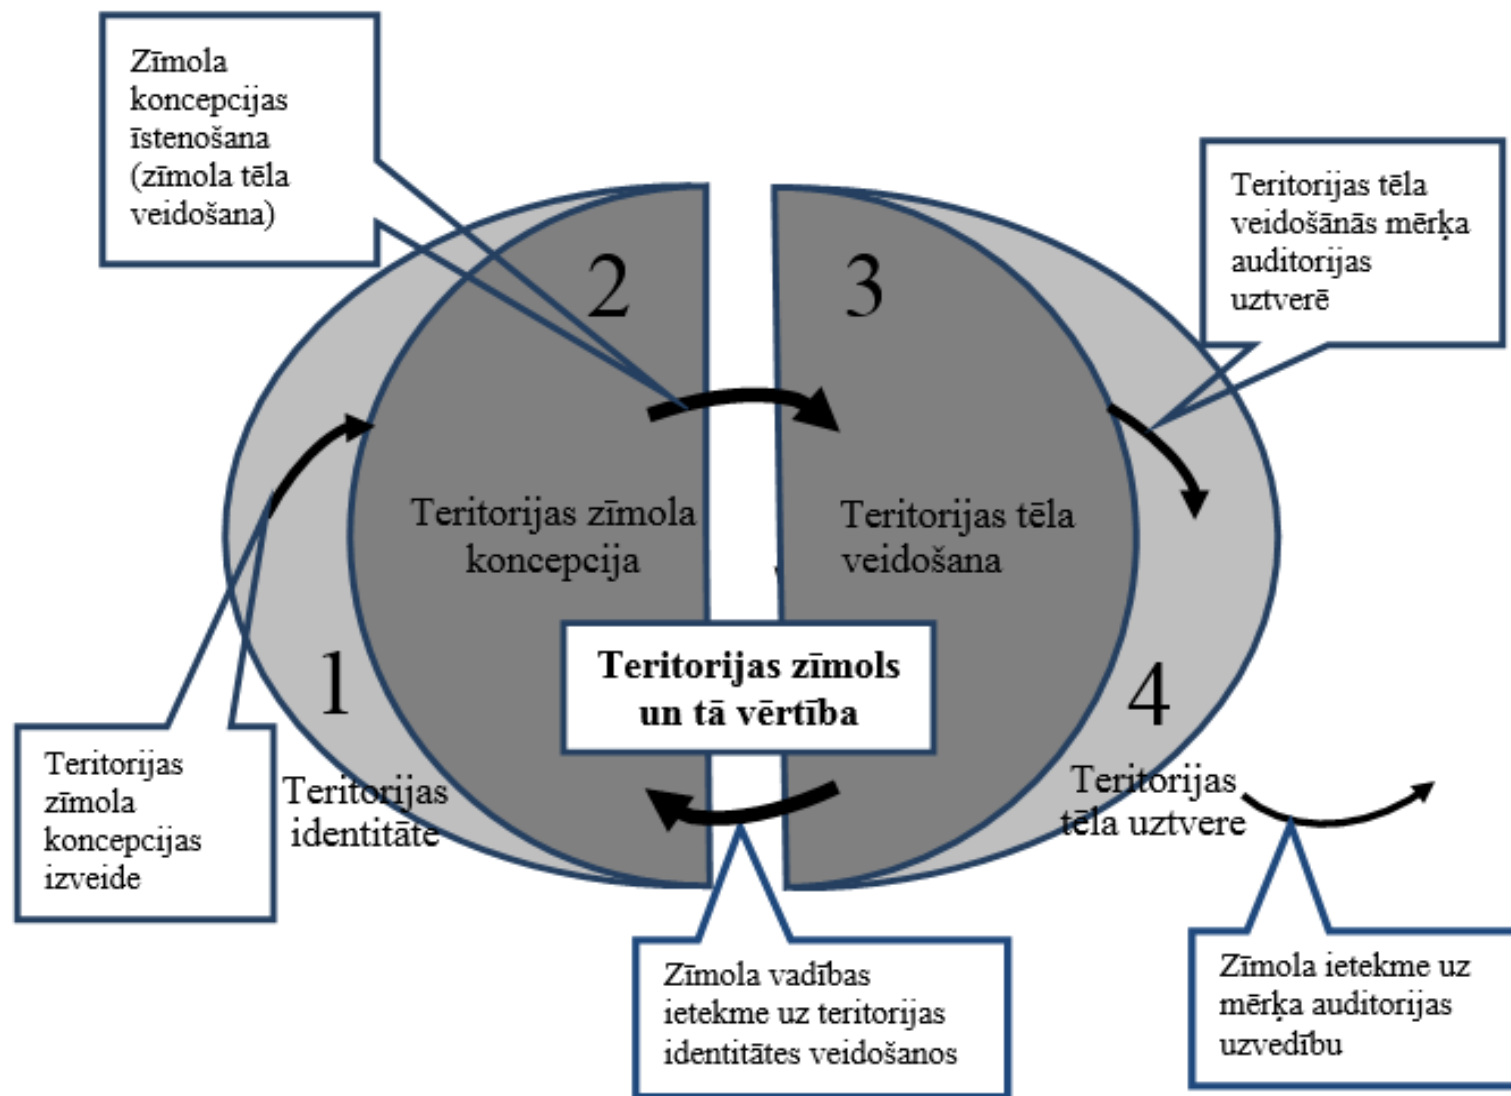 Zīmola
koncepcijas
īstenošana
(zīmola tēla
veidošana)
Teritorijas tēla
veidošānās mērķa
auditorijas
uztverē
2
3
Teritorijas zīmola
koncepcija
Teritorijas tēla
veidošana
Teritorijas zīmols
un tā vērtība
1
4
Teritorijas
zīmola
koncepcijas
izveide
Teritorijas
identitāte
Teritorijas
tēla uztvere
Zīmola vadības
ietekme uz teritorijas
identitātes veidošanos
Zīmola ietekme uz
mērķa auditorijas
uzvedību